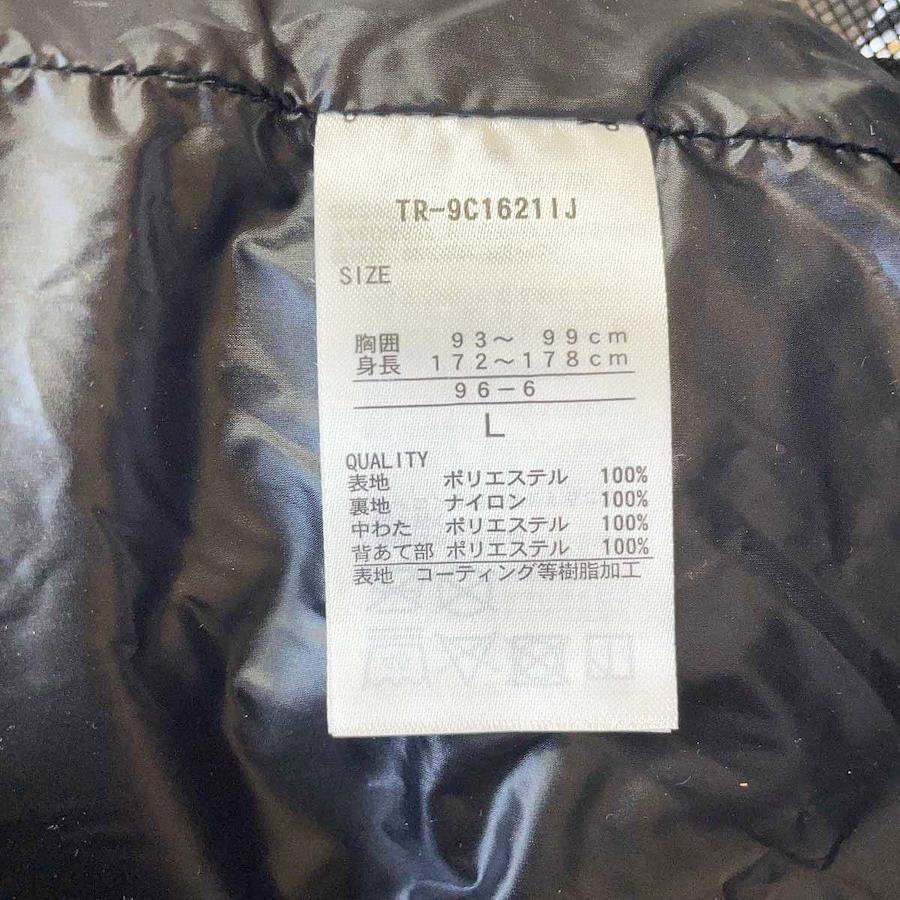 TR-9C1621IJ
SIZE
胸囲 93～ 99cm
身長 172～178cm
96-6
L
QUALITY
表地 ポリエステル 100%
裏地 ナイロン 100%
中わた ポリエステル 100%
背あて部 ポリエステル 100%
表地 コーティング等樹脂加工